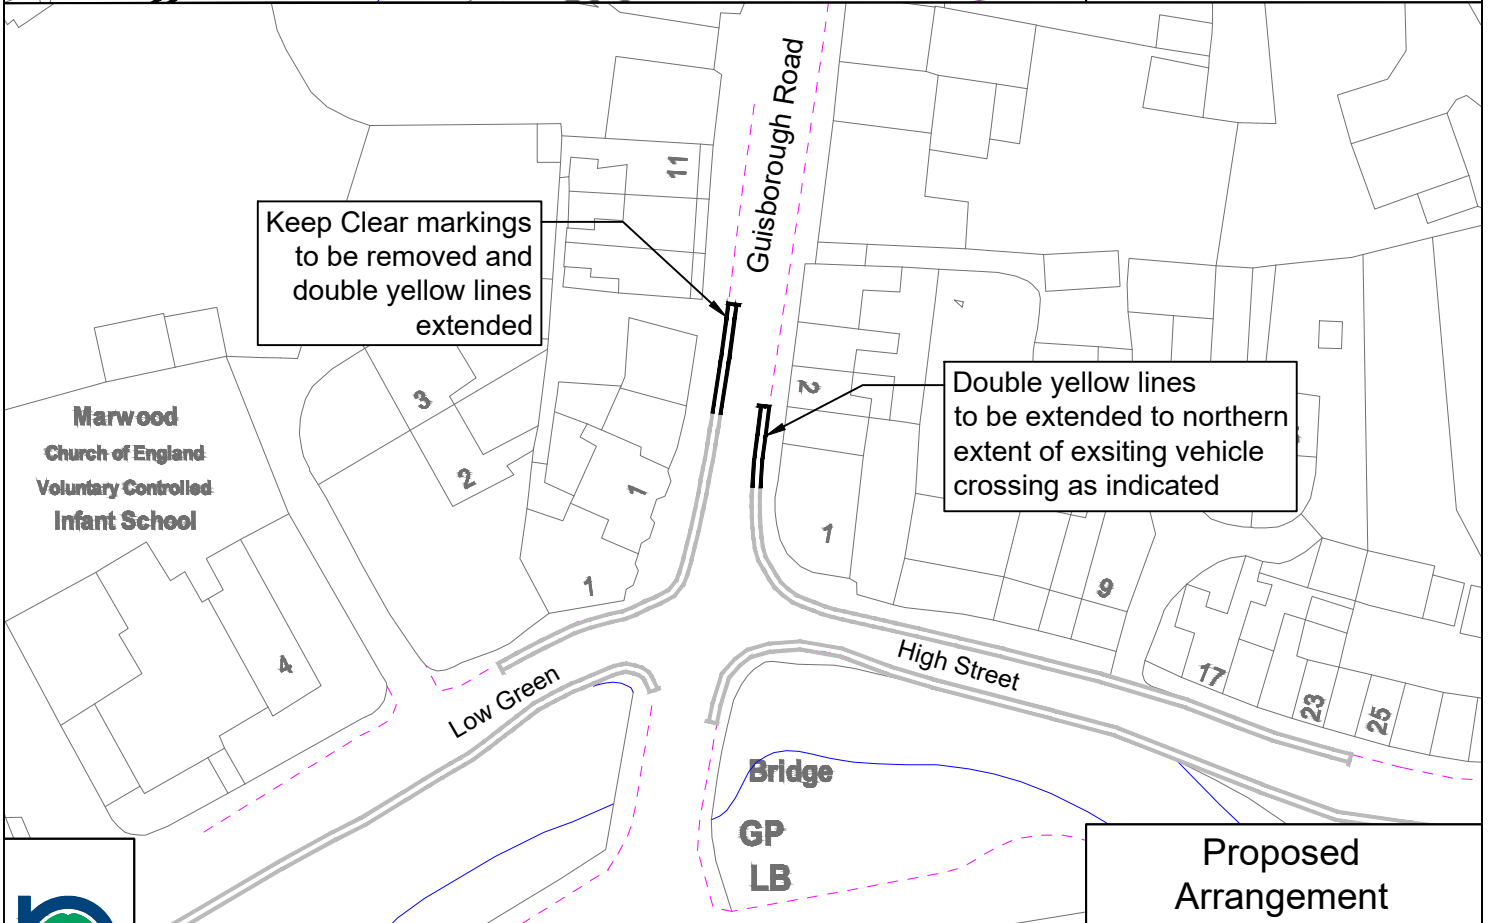 Guisborough Road
11
Keep Clear markings
to be removed and
double yellow lines
extended
2
Double yellow lines
to be extended to northern
extent of exsiting vehicle
crossing as indicated
3
Marwood
Church of England
Voluntary Controlled
Infant School
2
1
1
1
9
4
Low Green
High Street
17
23
25
Bridge
GP
LB
Proposed
Arrangement